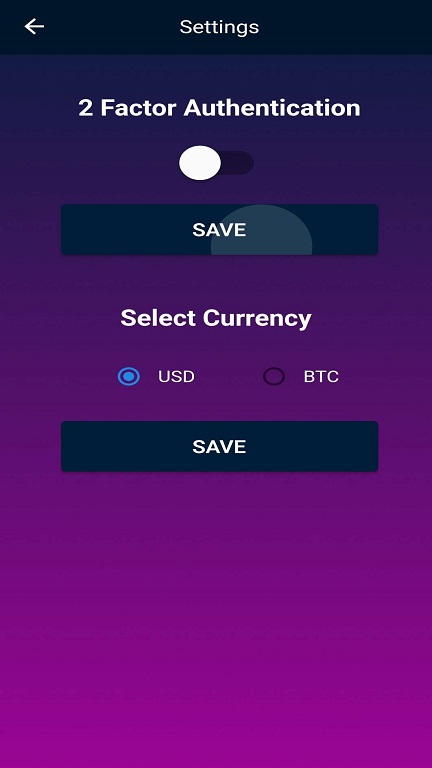 Settings
2 Factor Authentication
SAVE
Select Currency
USD BTC
SAVE